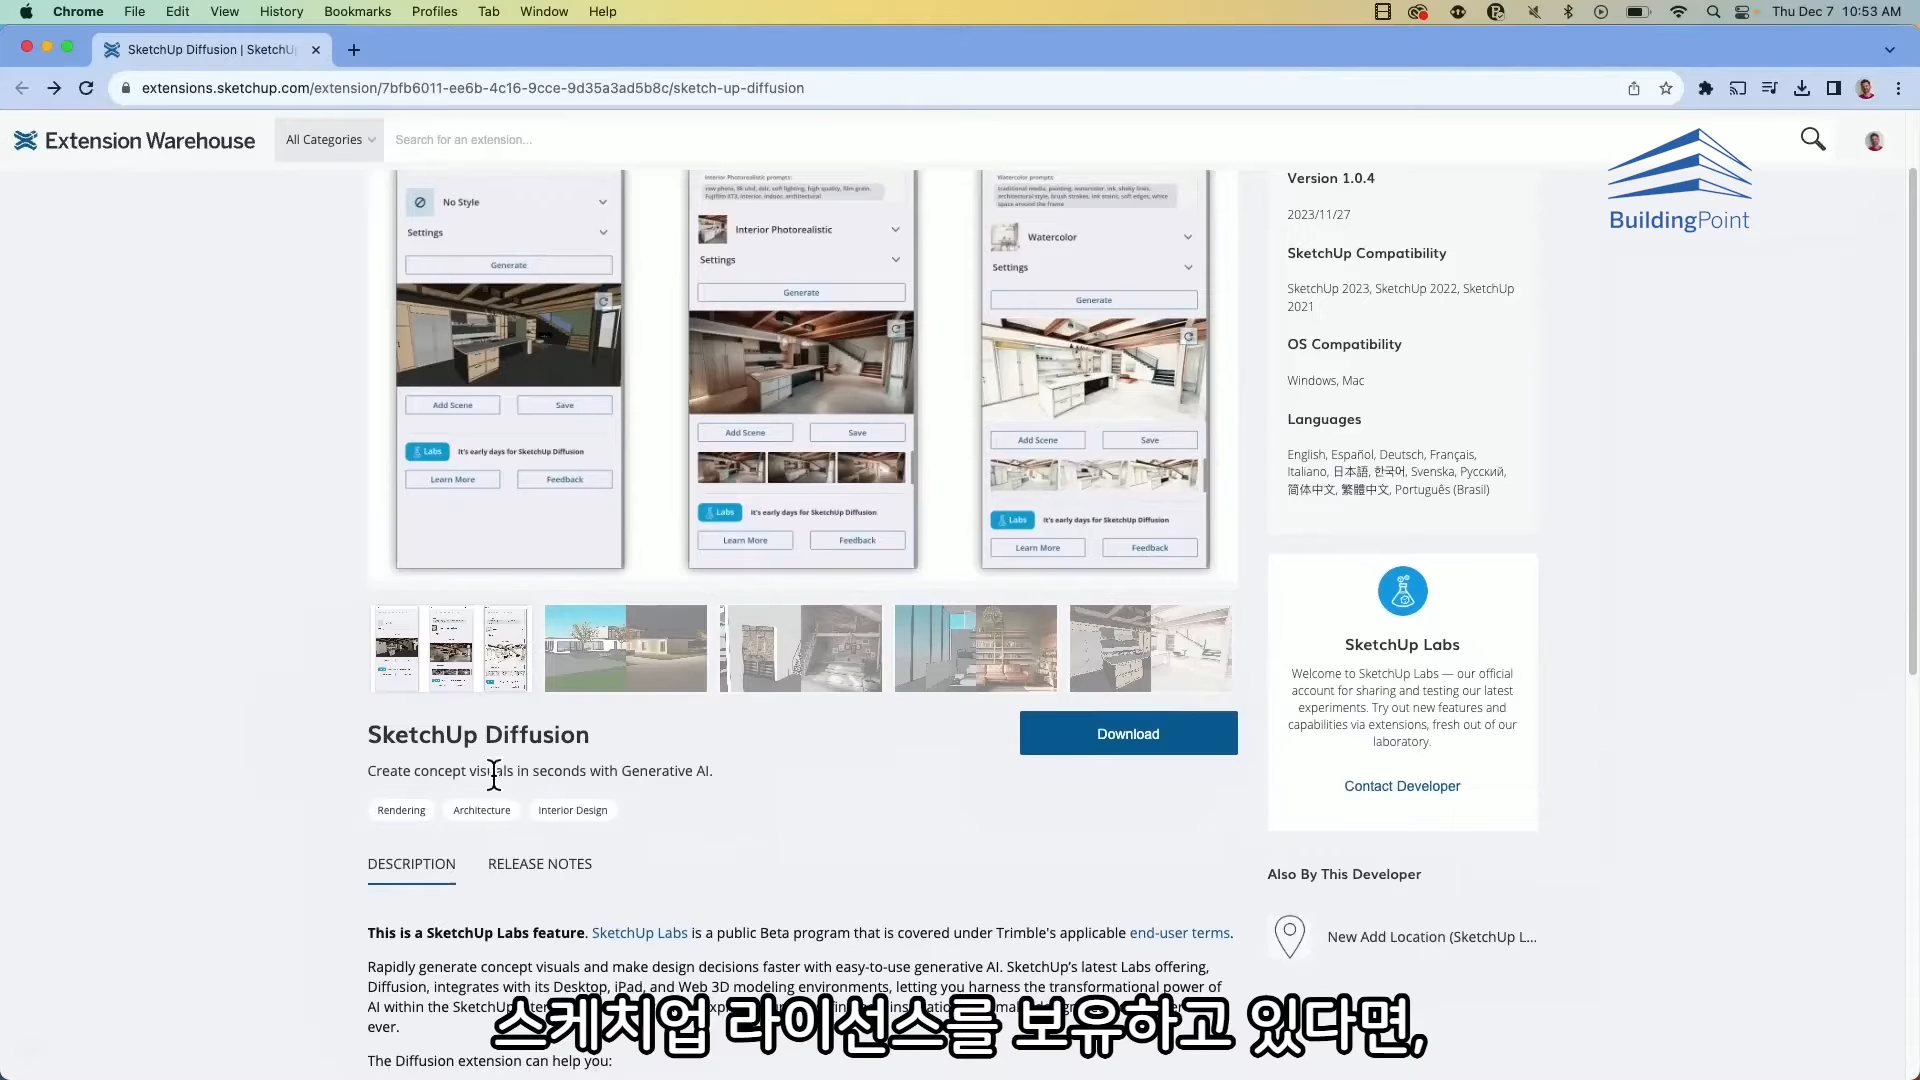 Chrome File Edit View History Bookmarks Profiles Tab Window Help
Thu Dec 7 10:53 AM
SketchUp Diffusion | SketchU
extensions.sketchup.com/extension/7bfb6011-ee6b-4c16-9cce-9d35a3ad5b8c/sketch-up-diffusion
Extension Warehouse
All Categories
Search for an extension...
BuildingPoint
No Style
Settings
Generate
Add Scene Save
Labs It's early days for SketchUp Diffusion
Learn More Feedback
Interior Photorealistic prompts:
Interior Photorealistic
Settings
Generate
Add Scene Save
Labs It's early days for SketchUp Diffusion
Learn More Feedback
Watercolor prompts:
Watercolor
Settings
Generate
Add Scene Save
Labs It's early days for SketchUp Diffusion
Learn More Feedback
Version 1.0.4
2023/11/27
SketchUp Compatibility
SketchUp 2023, SketchUp 2022, SketchUp
2021
OS Compatibility
Windows, Mac
Languages
English, Español, Deutsch, Français,
Italiano, 日本語, 한국어, Svenska, Русский,
简体中文, 繁體中文, Português (Brasil)
SketchUp Labs
Welcome to SketchUp Labs — our official
account for sharing and testing our latest
experiments. Try out new features and
capabilities via extensions, fresh out of our
laboratory.
Contact Developer
Also By This Developer
New Add Location (SketchUp L...
SketchUp Diffusion
Download
Create concept visuals in seconds with Generative AI.
Rendering Architecture Interior Design
DESCRIPTION RELEASE NOTES
This is a SketchUp Labs feature. SketchUp Labs is a public Beta program that is covered under Trimble's applicable end-user terms.
Rapidly generate concept visuals and make design decisions faster with easy-to-use generative AI. SketchUp's latest Labs offering,
Diffusion, integrates with its Desktop, iPad, and Web 3D modeling environments, letting you harness the transformational power of
AI within the SketchUp
ever.
The Diffusion extension can help you:
스케치업 라이선스를 보유하고 있다면,